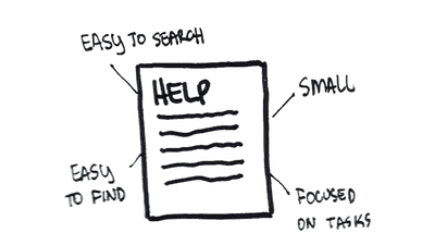 EASY TO SEARCH
HELP
SMALL
EASY
TO FIND
FOCUSED
ON TASKS